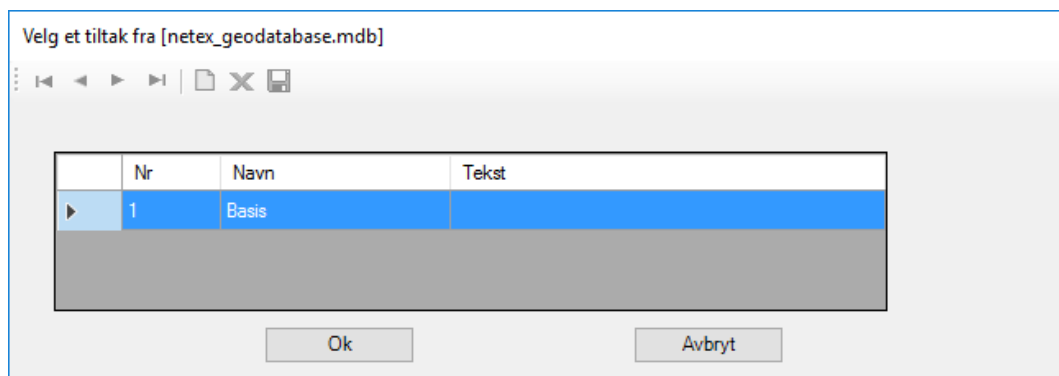 Velg et tiltak fra [netex_geodatabase.mdb]
Nr Navn Tekst
1 Basis
Ok Avbryt